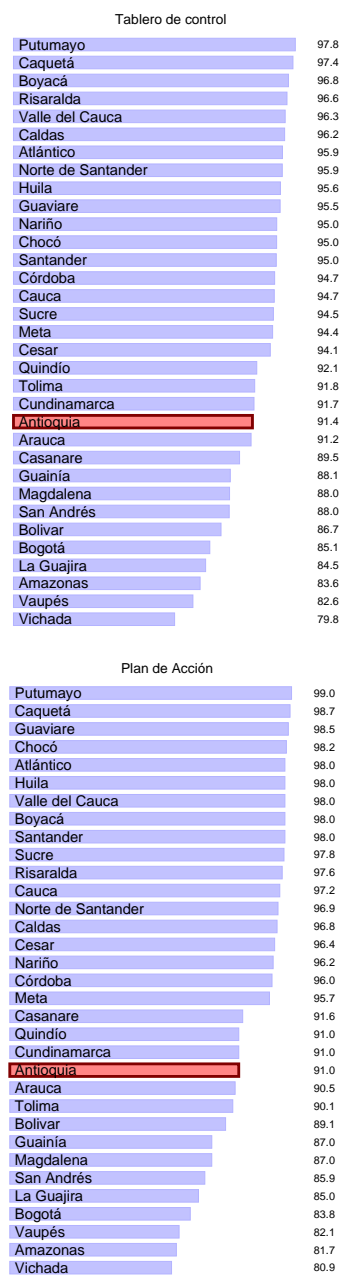 Tablero de control
Putumayo 97.8
Caquetá 97.4
Boyacá 96.8
Risaralda 96.6
Valle del Cauca 96.3
Caldas 96.2
Atlántico 95.9
Norte de Santander 95.9
Huila 95.6
Guaviare 95.5
Nariño 95.0
Chocó 95.0
Santander 95.0
Córdoba 94.7
Cauca 94.7
Sucre 94.5
Meta 94.4
Cesar 94.1
Quindío 92.1
Tolima 91.8
Cundinamarca 91.7
Antioquia 91.4
Arauca 91.2
Casanare 89.5
Guainía 88.1
Magdalena 88.0
San Andrés 88.0
Bolivar 86.7
Bogotá 85.1
La Guajira 84.5
Amazonas 83.6
Vaupés 82.6
Vichada 79.8
Plan de Acción
Putumayo 99.0
Caquetá 98.7
Guaviare 98.5
Chocó 98.2
Atlántico 98.0
Huila 98.0
Valle del Cauca 98.0
Boyacá 98.0
Santander 98.0
Sucre 97.8
Risaralda 97.6
Cauca 97.2
Norte de Santander 96.9
Caldas 96.8
Cesar 96.4
Nariño 96.2
Córdoba 96.0
Meta 95.7
Casanare 91.6
Quindío 91.0
Cundinamarca 91.0
Antioquia 91.0
Arauca 90.5
Tolima 90.1
Bolivar 89.1
Guainía 87.0
Magdalena 87.0
San Andrés 85.9
La Guajira 85.0
Bogotá 83.8
Vaupés 82.1
Amazonas 81.7
Vichada 80.9